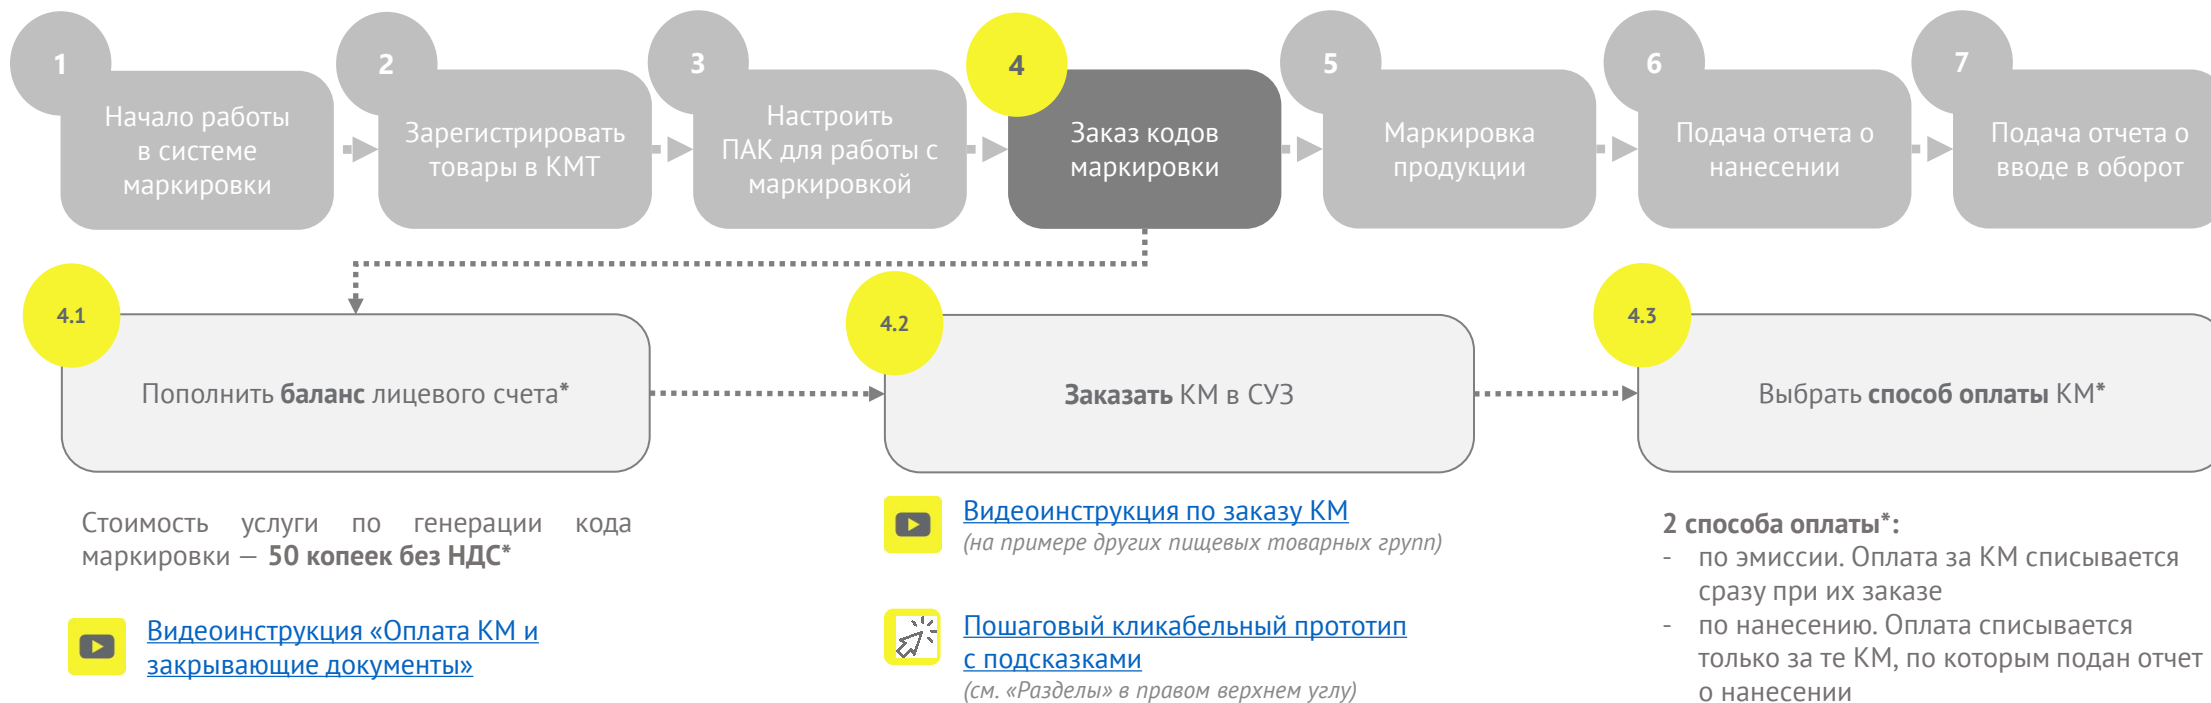 1
Начало работы
в системе
маркировки
2
Зарегистрировать
товары в КМТ
3
Настроить
ПАК для работы с
маркировкой
4
Заказ кодов
маркировки
5
Маркировка
продукции
6
Подача отчета о
нанесении
7
Подача отчета о
вводе в оборот
4.1
Пополнить баланс лицевого счета*
4.2
Заказать КМ в СУЗ
4.3
Выбрать способ оплаты КМ*
Стоимость услуги по генерации кода
маркировки — 50 копеек без НДС*
Видеоинструкция «Оплата КМ и
закрывающие документы»
Видеоинструкция по заказу КМ
(на примере других пищевых товарных групп)
Пошаговый кликабельный прототип
с подсказками
(см. «Разделы» в правом верхнем углу)
2 способа оплаты*:
- по эмиссии. Оплата за КМ списывается
сразу при их заказе
- по нанесению. Оплата списывается
только за те КМ, по которым подан отчет
о нанесении